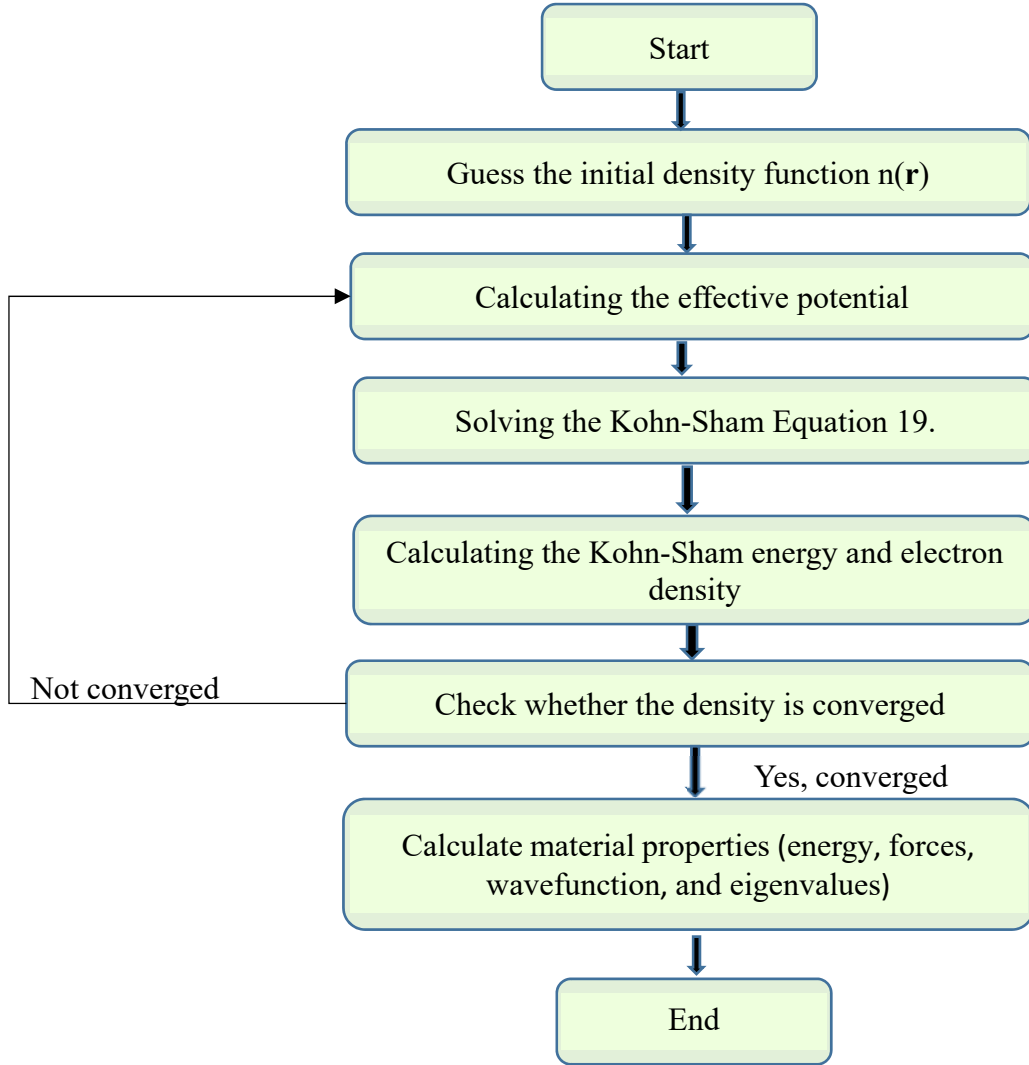 Start
Guess the initial density function n(r)
Calculating the effective potential
Solving the Kohn-Sham Equation 19.
Calculating the Kohn-Sham energy and electron
density
Not converged
Check whether the density is converged
Yes, converged
Calculate material properties (energy, forces,
wavefunction, and eigenvalues)
End